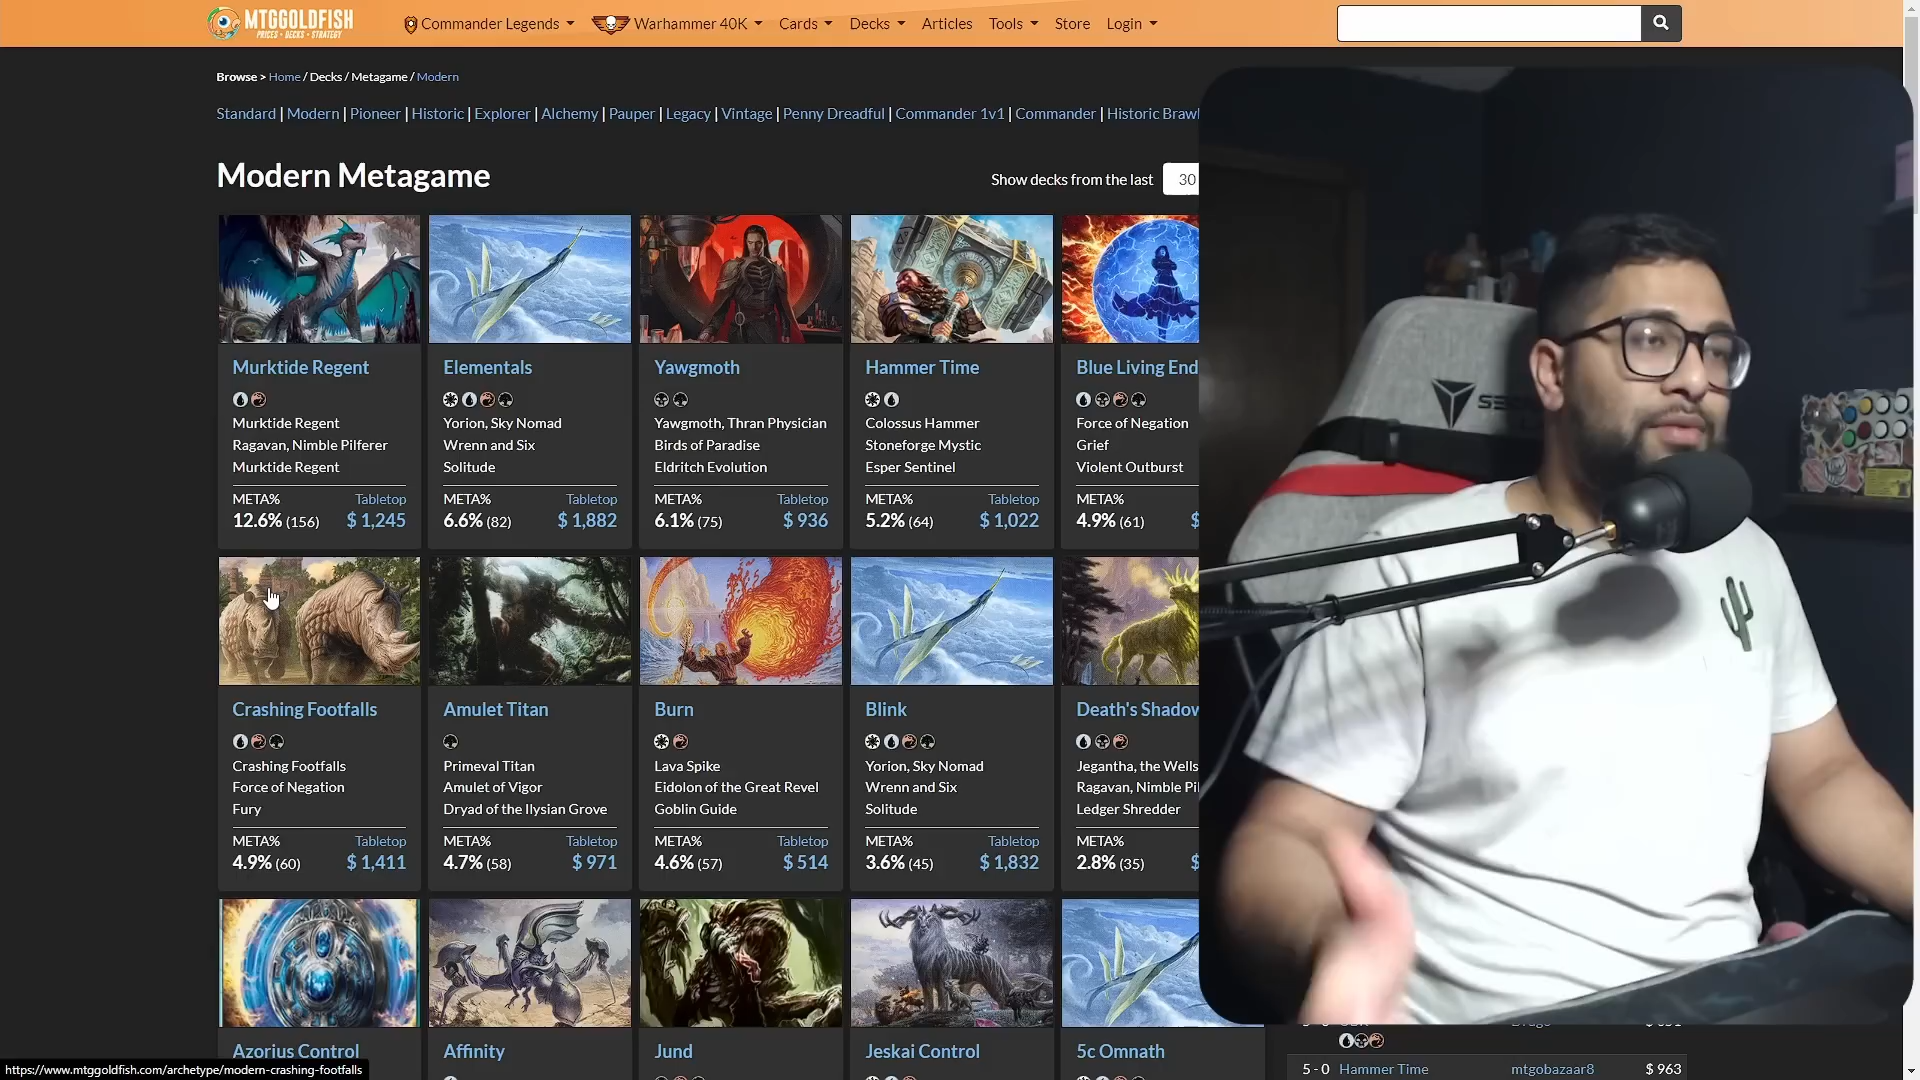 MTGGOLDFISH
PRICES • DECKS • STRATEGY
Commander Legends
Warhammer 40K
Cards
Decks
Articles
Tools
Store
Login
Browse > Home / Decks / Metagame / Modern
Standard | Modern | Pioneer | Historic | Explorer | Alchemy | Pauper | Legacy | Vintage | Penny Dreadful | Commander 1v1 | Commander | Historic Brawl
Modern Metagame
Show decks from the last 30
Murktide Regent
Murktide Regent
Ragavan, Nimble Pilferer
Murktide Regent
META% Tabletop
12.6% (156) $ 1,245
Elementals
Yorion, Sky Nomad
Wrenn and Six
Solitude
META% Tabletop
6.6% (82) $ 1,882
Yawgmoth
Yawgmoth, Thran Physician
Birds of Paradise
Eldritch Evolution
META% Tabletop
6.1% (75) $ 936
Hammer Time
Colossus Hammer
Stoneforge Mystic
Esper Sentinel
META% Tabletop
5.2% (64) $ 1,022
Blue Living End
Force of Negation
Grief
Violent Outburst
META%
4.9% (61) $
Crashing Footfalls
Crashing Footfalls
Force of Negation
Fury
META% Tabletop
4.9% (60) $ 1,411
Amulet Titan
Primeval Titan
Amulet of Vigor
Dryad of the Ilysian Grove
META% Tabletop
4.7% (58) $ 971
Burn
Lava Spike
Eidolon of the Great Revel
Goblin Guide
META% Tabletop
4.6% (57) $ 514
Blink
Yorion, Sky Nomad
Wrenn and Six
Solitude
META% Tabletop
3.6% (45) $ 1,832
Death's Shadow
Jegantha, the Wells
Ragavan, Nimble Pil
Ledger Shredder
META%
2.8% (35) $
Azorius Control
Affinity
Jund
Jeskai Control
5c Omnath
5 - 0 Hammer Time mtgobazaar8 $ 963
https://www.mtggoldfish.com/archetype/modern-crashing-footfalls